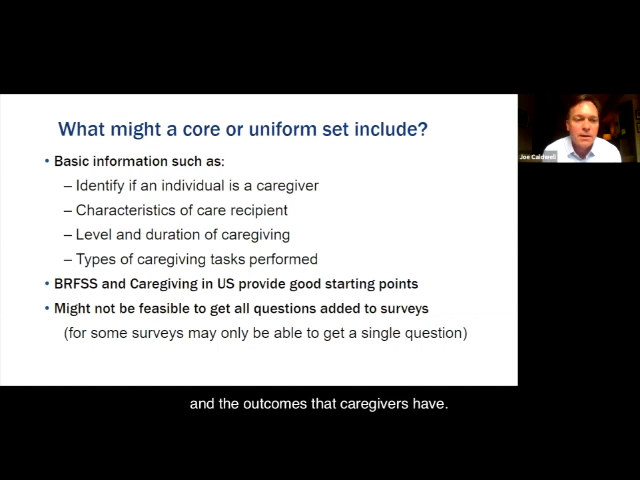 What might a core or uniform set include?
• Basic information such as:
– Identify if an individual is a caregiver
– Characteristics of care recipient
– Level and duration of caregiving
– Types of caregiving tasks performed
• BRFSS and Caregiving in US provide good starting points
• Might not be feasible to get all questions added to surveys
(for some surveys may only be able to get a single question)
Joe Caldwell
and the outcomes that caregivers have.